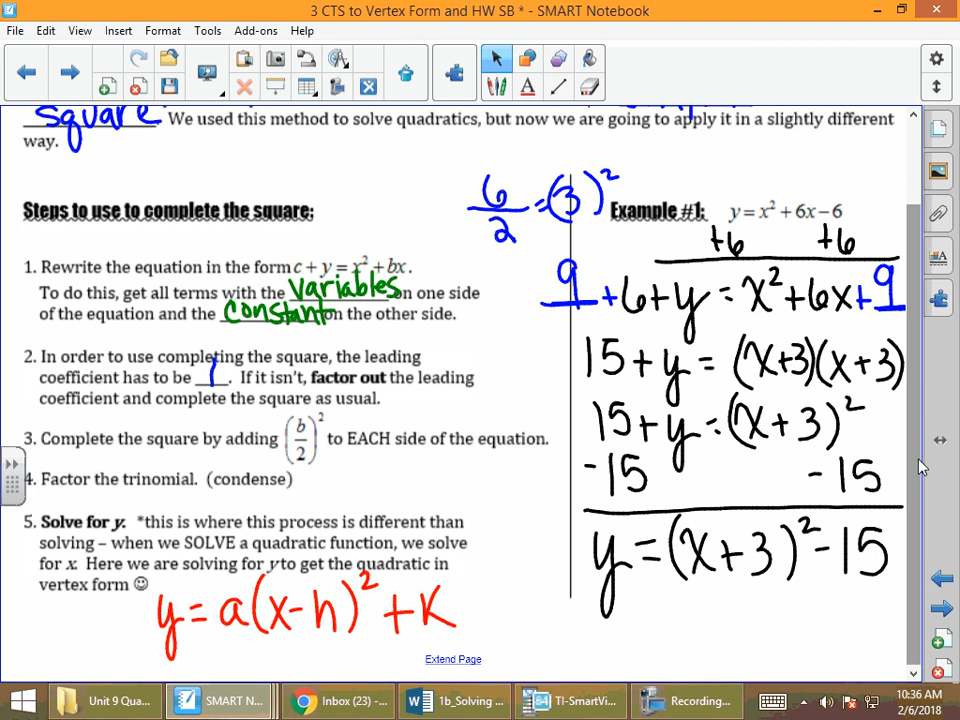 3 CTS to Vertex Form and HW SB * - SMART Notebook
File Edit View Insert Format Tools Add-ons Help
square We used this method to solve quadratics, but now we are going to apply it in a slightly different
way.
6/2 = (3)²
Steps to use to complete the square:
1. Rewrite the equation in the form c + y = x² + bx.
To do this, get all terms with the variables on one side
of the equation and the constant on the other side.
2. In order to use completing the square, the leading
coefficient has to be 1. If it isn't, factor out the leading
coefficient and complete the square as usual.
3. Complete the square by adding (b/2)² to EACH side of the equation.
4. Factor the trinomial. (condense)
5. Solve for y. *this is where this process is different than
solving – when we SOLVE a quadratic function, we solve
for x. Here we are solving for y to get the quadratic in
vertex form ☺
y = a(x-h)² + K
Example #1: y = x² + 6x – 6
+6 +6
9 + 6 + y = x² + 6x + 9
15 + y = (x+3)(x+3)
15 + y = (x+3)²
-15 -15
y = (x+3)² - 15
Extend Page
Unit 9 Qua... SMART Not... Inbox (23) -... 1b_Solving ... TI-SmartVi... Recording...
10:36 AM
2/6/2018